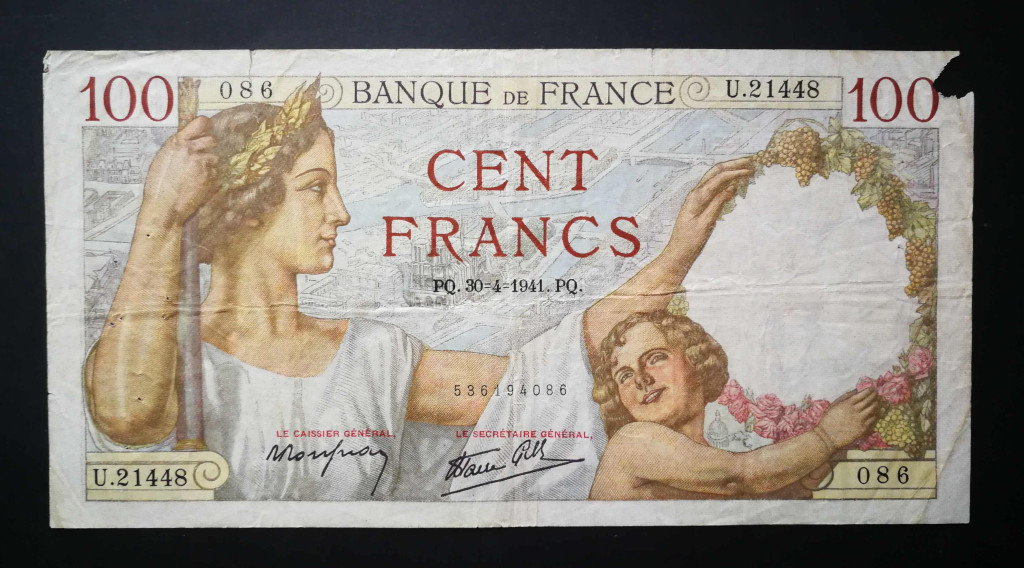 100 086 BANQUE DE FRANCE U.21448 100
CENT
FRANCS
PQ. 30=4=1941. PQ.
536194086
LE CAISSIER GÉNÉRAL, LE SECRÉTAIRE GÉNÉRAL,
U.21448 086